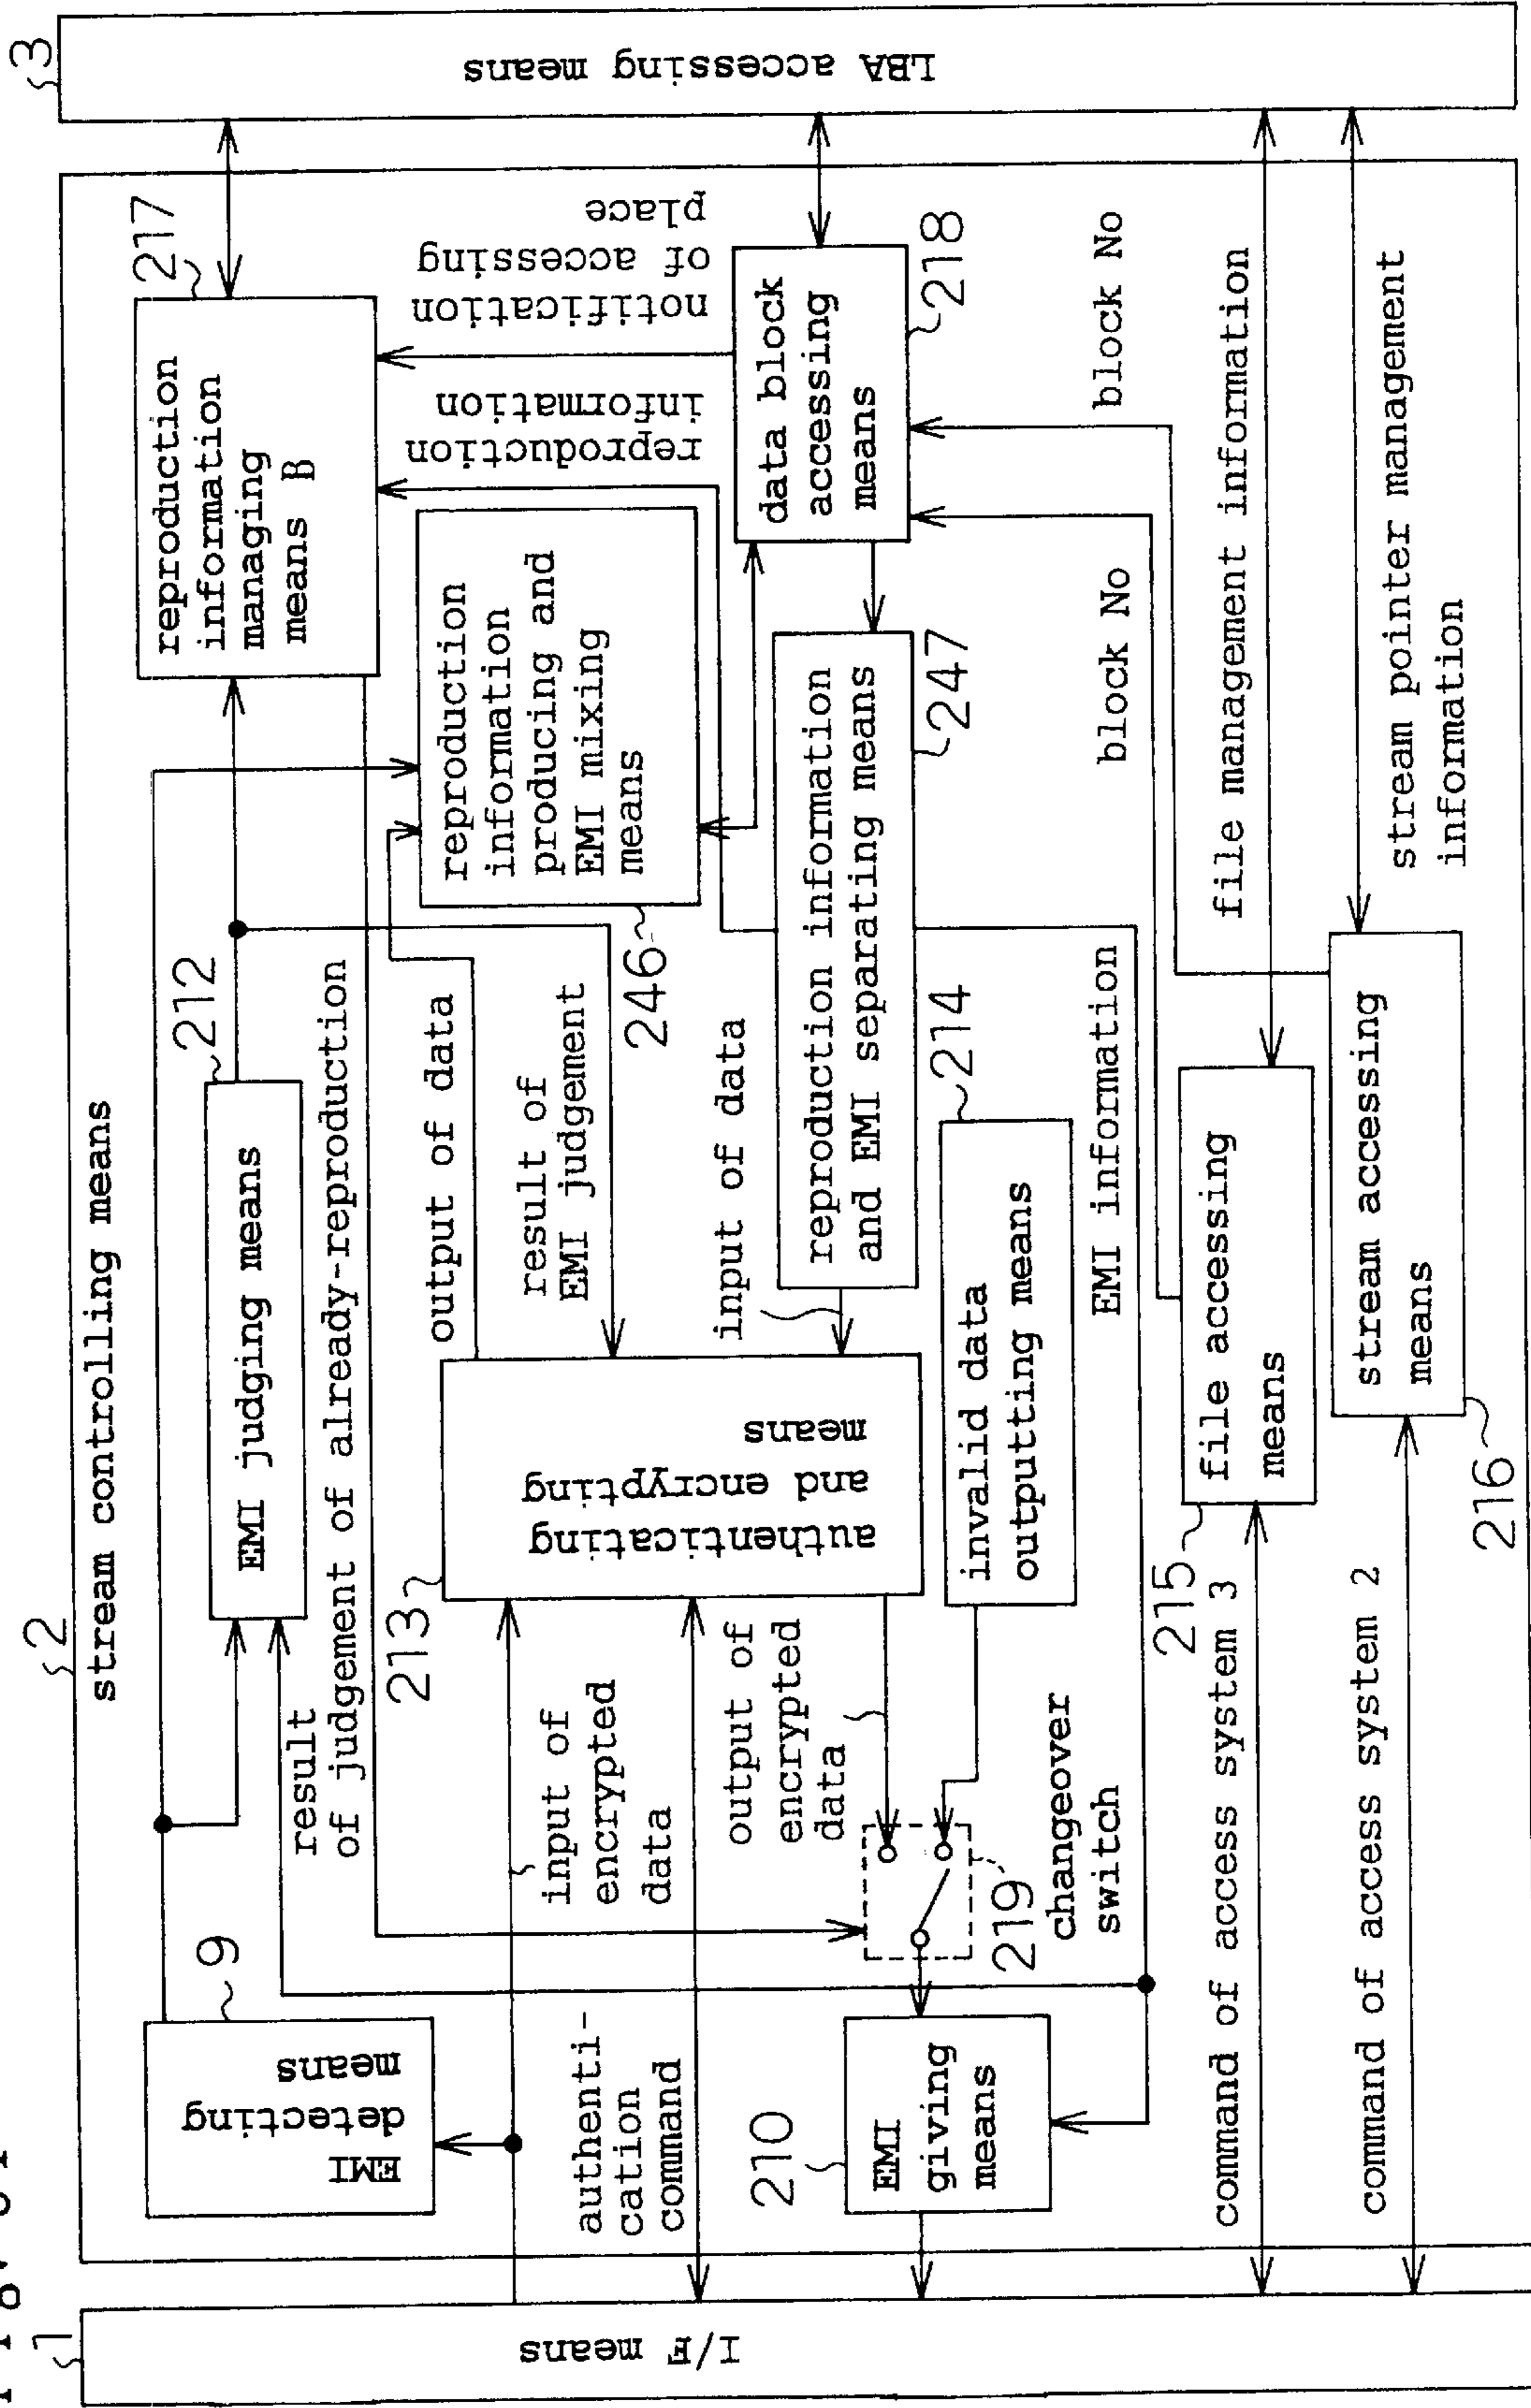 1
I/F means
2
stream controlling means
3
LBA accessing means
9
EMI
detecting
means
212
EMI judging means
217
reproduction
information
managing
means B
result
of judgement of already-reproduction
213
authenticating
and encrypting
means
input of
encrypted
data
output of data
result of
EMI judgement
246
reproduction
information
producing and
EMI mixing
means
reproduction
information
notification
of accessing
place
authenti-
cation
command
output of
encrypted
data
input of data
reproduction information
and EMI separating means
247
data block
accessing
means
218
210
EMI
giving
means
219
changeover
switch
214
invalid data
outputting means
EMI information
block No
block No
215
file accessing
means
command of access system 3
file management information
216
stream accessing
means
command of access system 2
stream pointer management
information